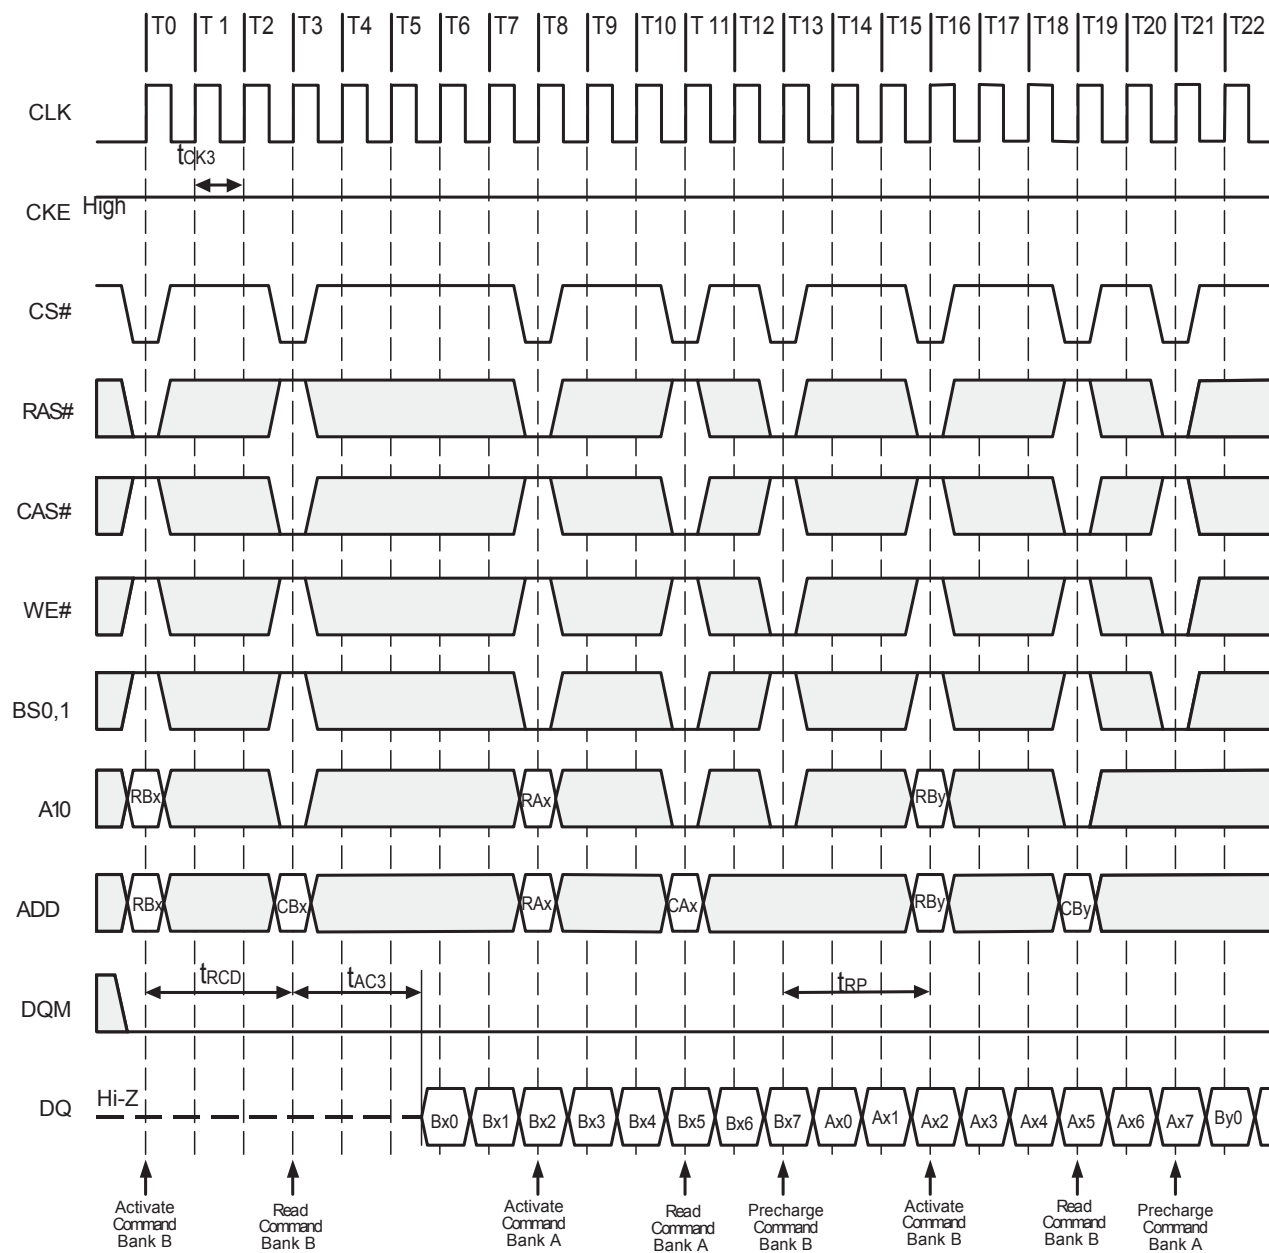 T0 T 1 T2 T3 T4 T5 T6 T7 T8 T9 T10 T 11 T12 T13 T14 T15 T16 T17 T18 T19 T20 T21 T22
CLK
tCK3
CKE High
CS#
RAS#
CAS#
WE#
BS0,1
A10 RBx RAx RBy
ADD RBx CBx RAx CAx RBy CBy
tRCD tAC3 tRP
DQM
DQ Hi-Z Bx0 Bx1 Bx2 Bx3 Bx4 Bx5 Bx6 Bx7 Ax0 Ax1 Ax2 Ax3 Ax4 Ax5 Ax6 Ax7 By0
Activate
Command
Bank B
Read
Command
Bank B
Activate
Command
Bank A
Read
Command
Bank A
Precharge
Command
Bank B
Activate
Command
Bank B
Read
Command
Bank B
Precharge
Command
Bank A